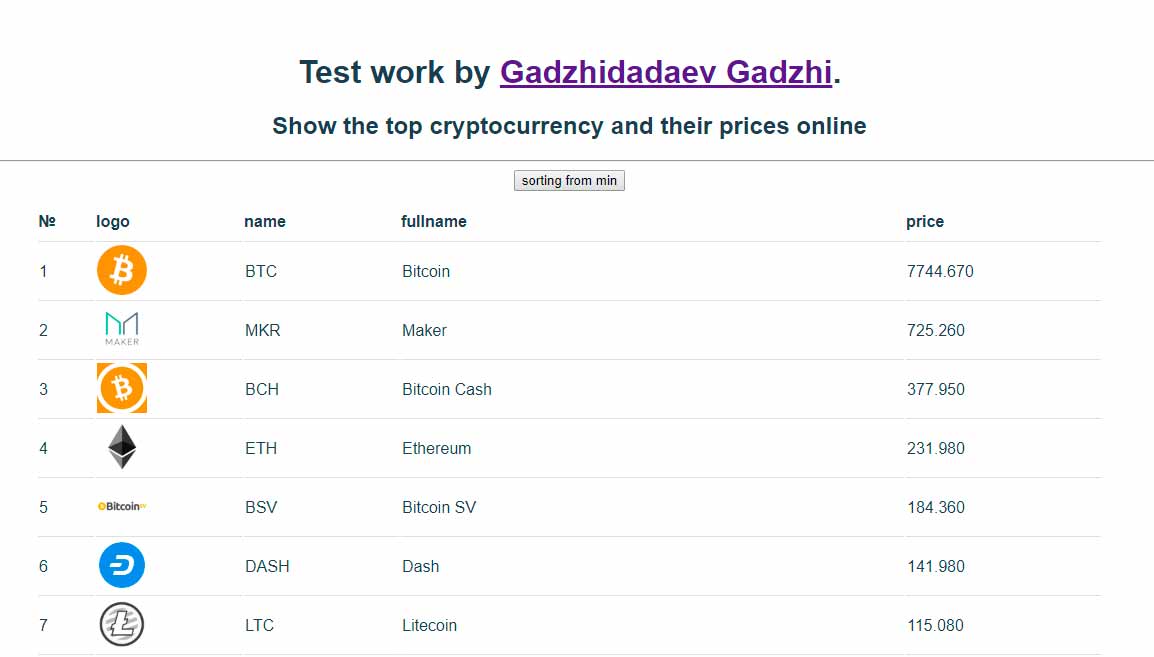 Test work by Gadzhidadaev Gadzhi.
Show the top cryptocurrency and their prices online
sorting from min
№ logo name fullname price
1 BTC Bitcoin 7744.670
2 MAKER MKR Maker 725.260
3 BCH Bitcoin Cash 377.950
4 ETH Ethereum 231.980
5 Bitcoin SV BSV Bitcoin SV 184.360
6 DASH Dash 141.980
7 LTC Litecoin 115.080